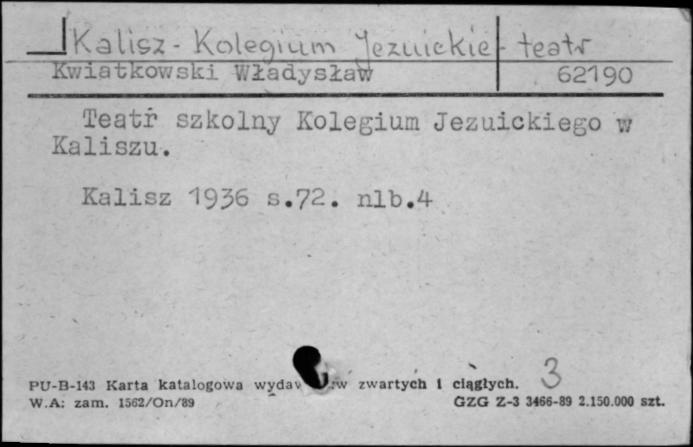 Kalisz - Kolegium Jezuickie - teatr
Kwiatkowski Władysław 62190
Teatr szkolny Kolegium Jezuickiego w
Kaliszu.
Kalisz 1936 s.72. nlb.4
3
PU-B-143 Karta katalogowa wydaw w zwartych i ciągłych.
W.A: zam. 1562/On/89 GZG Z-3 3466-89 2.150.000 szt.